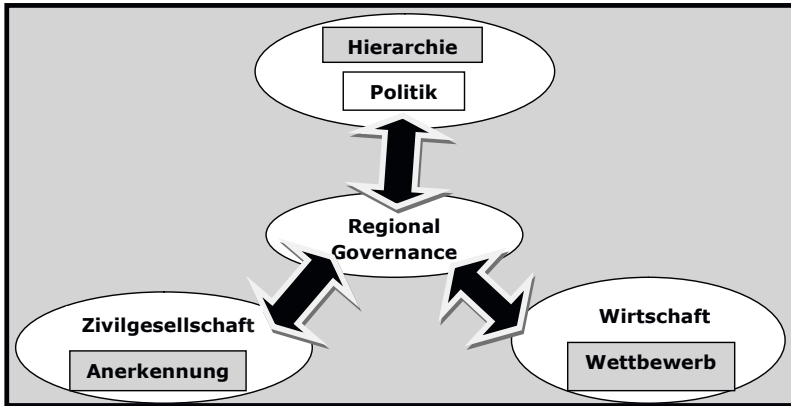 Hierarchie
Politik
Regional
Governance
Zivilgesellschaft
Anerkennung
Wirtschaft
Wettbewerb